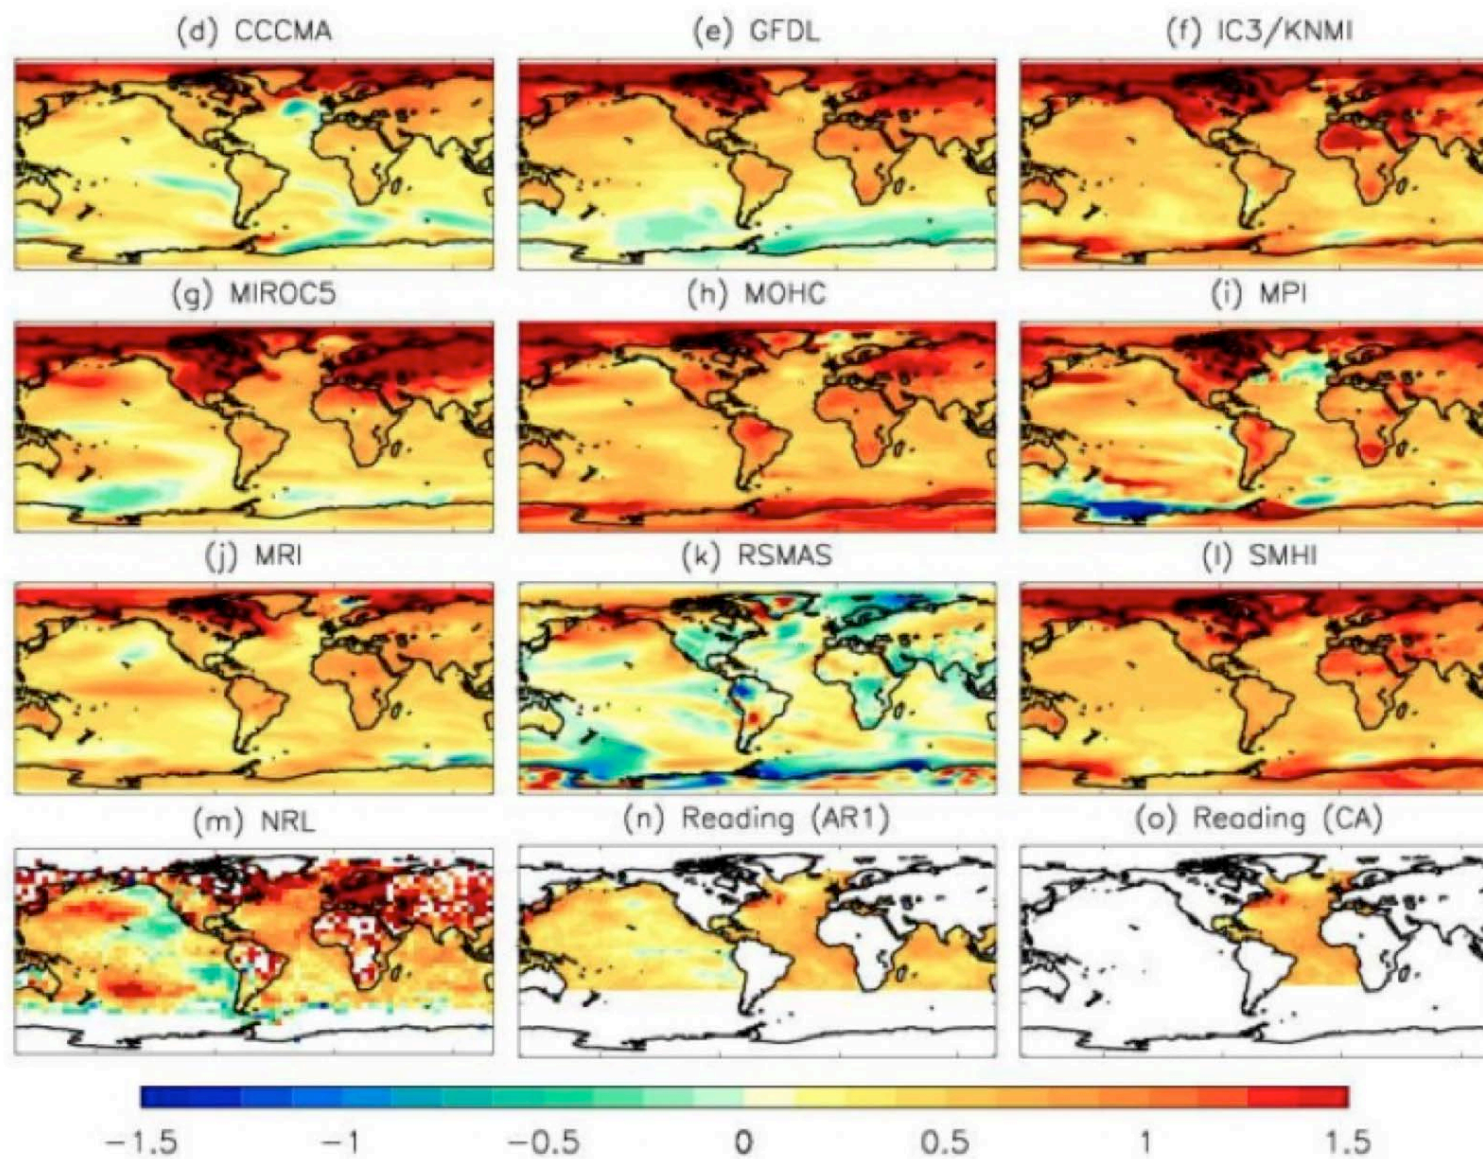 (d) CCCMA (e) GFDL (f) IC3/KNMI
(g) MIROC5 (h) MOHC (i) MPI
(j) MRI (k) RSMAS (l) SMHI
(m) NRL (n) Reading (AR1) (o) Reading (CA)
−1.5 −1 −0.5 0 0.5 1 1.5